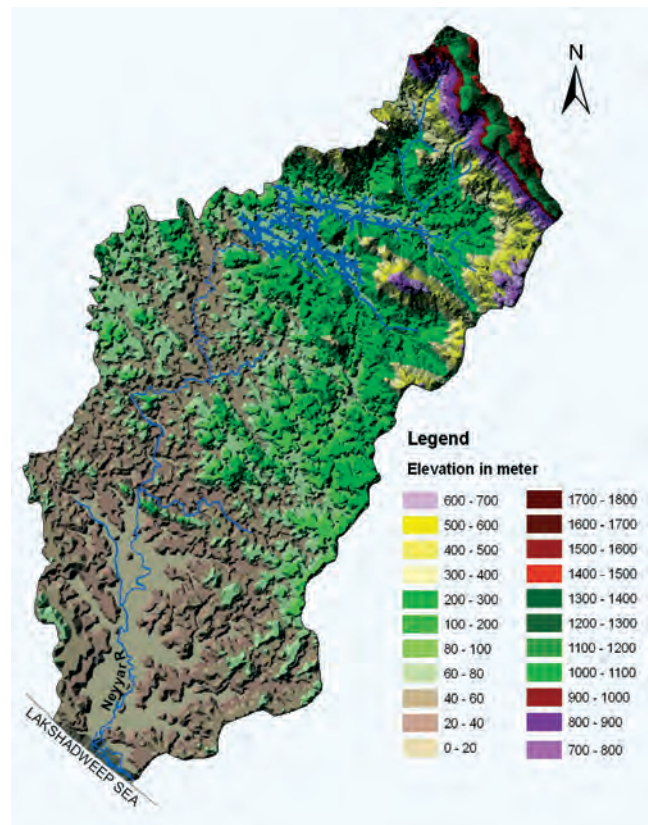 N
Legend
Elevation in meter
600 - 700
500 - 600
400 - 500
300 - 400
200 - 300
100 - 200
80 - 100
60 - 80
40 - 60
20 - 40
0 - 20
1700 - 1800
1600 - 1700
1500 - 1600
1400 - 1500
1300 - 1400
1200 - 1300
1100 - 1200
1000 - 1100
900 - 1000
800 - 900
700 - 800
Neyyar R.
LAKSHADWEEP SEA